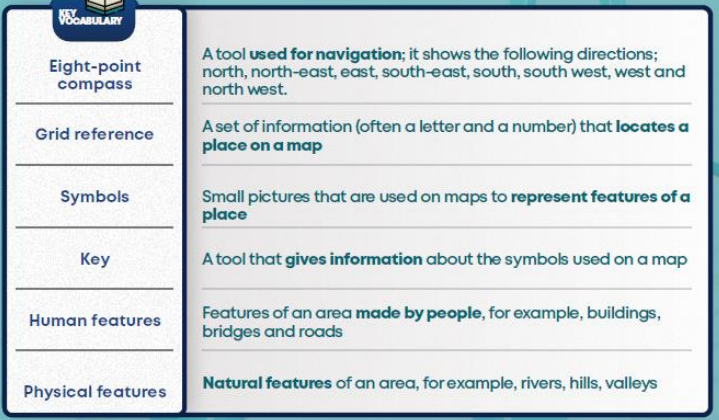 KEY
VOCABULARY
Eight-point
compass
A tool used for navigation; it shows the following directions;
north, north-east, east, south-east, south, south west, west and
north west.
Grid reference
A set of information (often a letter and a number) that locates a
place on a map
Symbols
Small pictures that are used on maps to represent features of a
place
Key
A tool that gives information about the symbols used on a map
Human features
Features of an area made by people, for example, buildings,
bridges and roads
Physical features
Natural features of an area, for example, rivers, hills, valleys